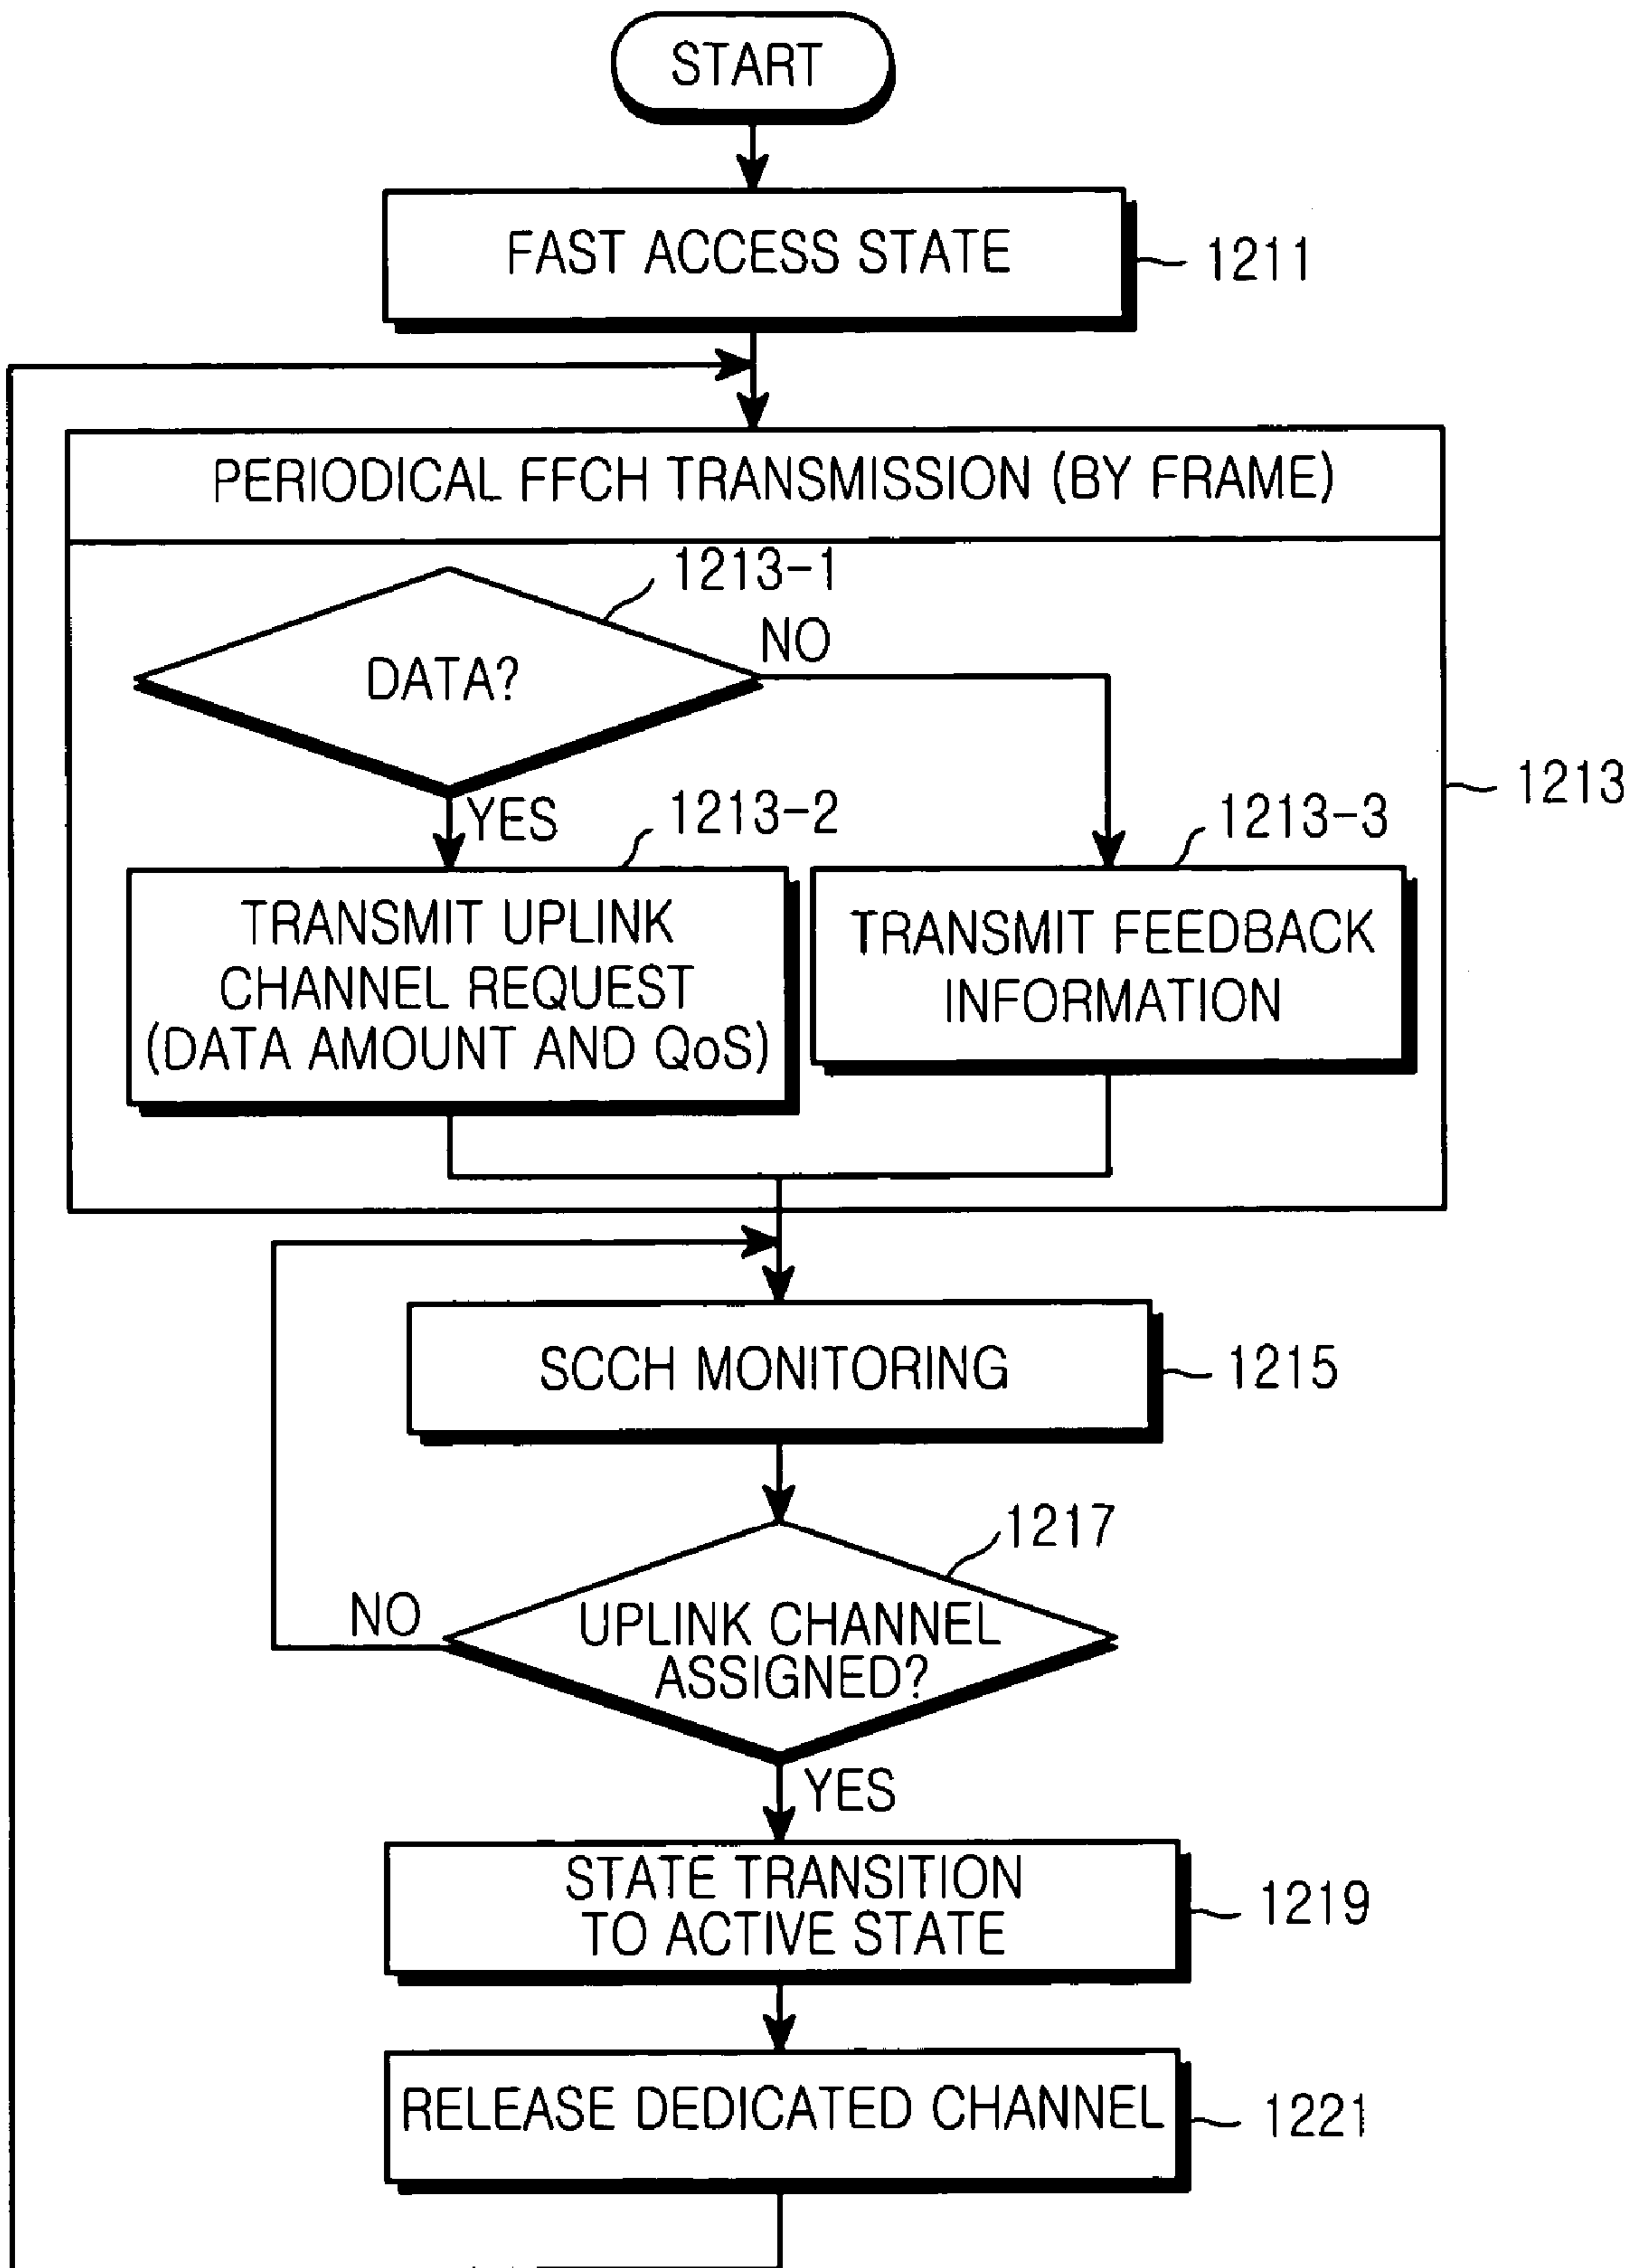 START
FAST ACCESS STATE
1211
PERIODICAL FFCH TRANSMISSION (BY FRAME)
1213-1
DATA?
NO
1213
YES
1213-2
1213-3
TRANSMIT UPLINK
CHANNEL REQUEST
(DATA AMOUNT AND QoS)
TRANSMIT FEEDBACK
INFORMATION
SCCH MONITORING
1215
1217
UPLINK CHANNEL
ASSIGNED?
NO
YES
STATE TRANSITION
TO ACTIVE STATE
1219
RELEASE DEDICATED CHANNEL
1221